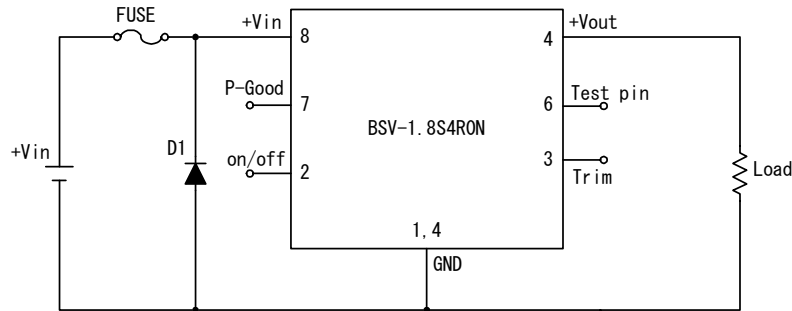 FUSE
+Vin
8
4
+Vout
P-Good
7
6
Test pin
BSV-1.8S4R0N
+Vin
D1
on/off
2
3
Trim
Load
1,4
GND